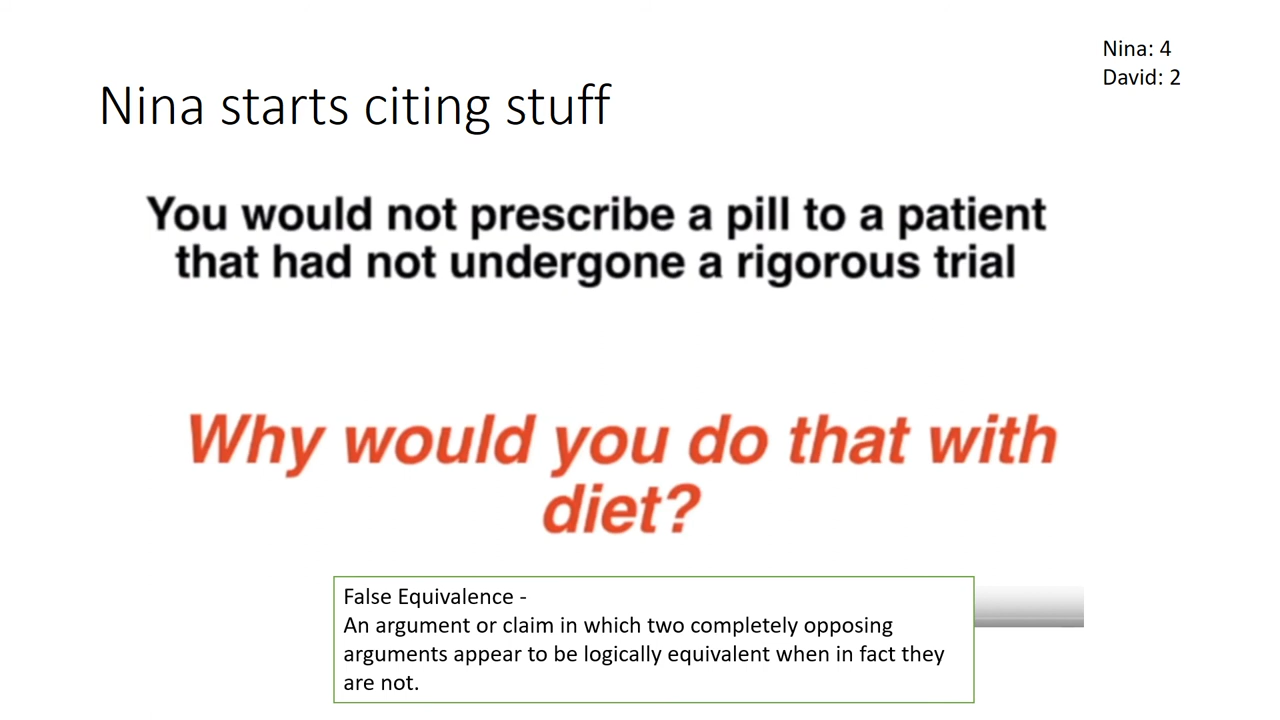 Nina: 4
David: 2
Nina starts citing stuff
You would not prescribe a pill to a patient
that had not undergone a rigorous trial
Why would you do that with
diet?
False Equivalence -
An argument or claim in which two completely opposing
arguments appear to be logically equivalent when in fact they
are not.